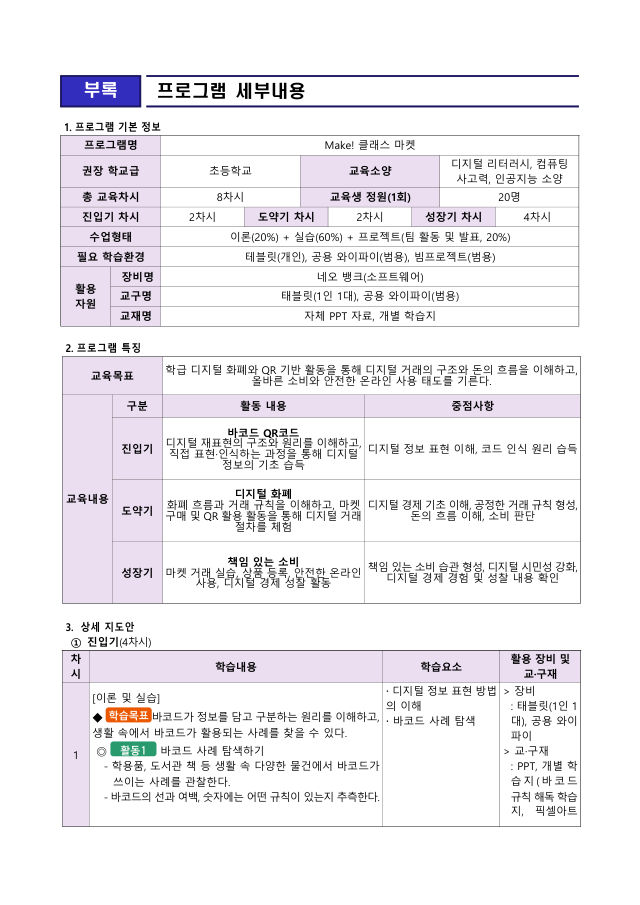 부록 프로그램 세부내용
1. 프로그램 기본 정보
프로그램명 Make! 클래스 마켓
권장 학교급 초등학교 교육소양 디지털 리터러시, 컴퓨팅
사고력, 인공지능 소양
총 교육차시 8차시 교육생 정원(1회) 20명
진입기 차시 2차시 도약기 차시 2차시 성장기 차시 4차시
수업형태 이론(20%) + 실습(60%) + 프로젝트(팀 활동 및 발표, 20%)
필요 학습환경 테블릿(개인), 공용 와이파이(범용), 빔프로젝트(범용)
활용
자원
장비명 네오 뱅크(소프트웨어)
교구명 태블릿(1인 1대), 공용 와이파이(범용)
교재명 자체 PPT 자료, 개별 학습지
2. 프로그램 특징
교육목표 학급 디지털 화폐와 QR 기반 활동을 통해 디지털 거래의 구조와 돈의 흐름을 이해하고,
올바른 소비와 안전한 온라인 사용 태도를 기른다.
교육내용
구분 활동 내용 중점사항
진입기
바코드 QR코드
디지털 재표현의 구조와 원리를 이해하고,
직접 표현·인식하는 과정을 통해 디지털
정보의 기초 습득
디지털 정보 표현 이해, 코드 인식 원리 습득
도약기
디지털 화폐
화폐 흐름과 거래 규칙을 이해하고, 마켓
구매 및 QR 활용 활동을 통해 디지털 거래
절차를 체험
디지털 경제 기초 이해, 공정한 거래 규칙 형성,
돈의 흐름 이해, 소비 판단
성장기
책임 있는 소비
마켓 거래 실습, 상품 등록, 안전한 온라인
사용, 디지털 경제 성찰 활동
책임 있는 소비 습관 형성, 디지털 시민성 강화,
디지털 경제 경험 및 성찰 내용 확인
3. 상세 지도안
① 진입기(4차시)
차
시
학습내용 학습요소 활용 장비 및
교·구재
1
[이론 및 실습]
◆ 학습목표 바코드가 정보를 담고 구분하는 원리를 이해하고,
생활 속에서 바코드가 활용되는 사례를 찾을 수 있다.
◎ 활동1 바코드 사례 탐색하기
- 학용품, 도서관 책 등 생활 속 다양한 물건에서 바코드가
쓰이는 사례를 관찰한다.
- 바코드의 선과 여백, 숫자에는 어떤 규칙이 있는지 추측한다.
· 디지털 정보 표현 방법
의 이해
· 바코드 사례 탐색
> 장비
: 태블릿(1인 1
대), 공용 와이
파이
> 교·구재
: PPT, 개별 학
습지(바코드
규칙 해독 학습
지, 픽셀아트